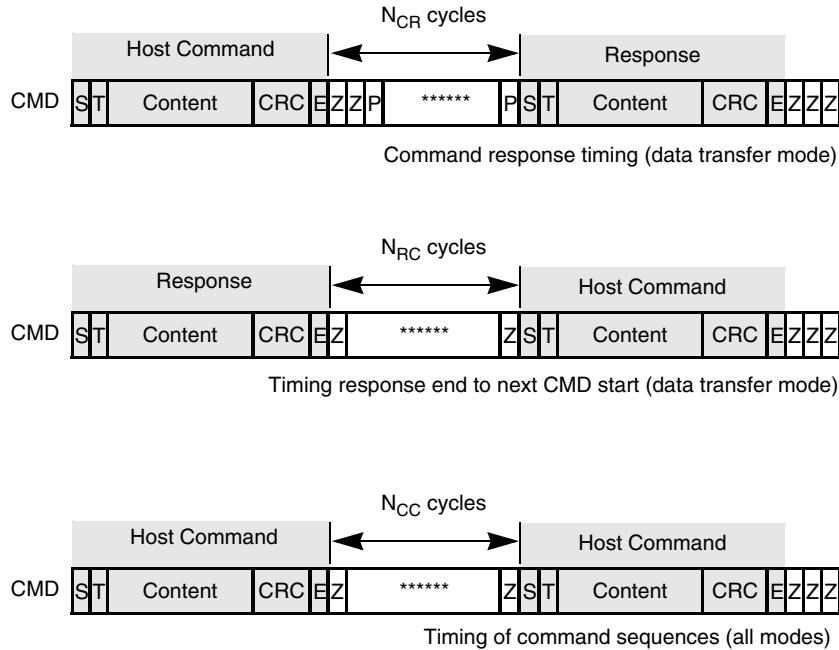 N_CR cycles
Host Command Response
CMD S T Content CRC E Z Z P ****** P S T Content CRC E Z Z Z
Command response timing (data transfer mode)
N_RC cycles
Response Host Command
CMD S T Content CRC E Z ****** Z S T Content CRC E Z Z Z
Timing response end to next CMD start (data transfer mode)
N_CC cycles
Host Command Host Command
CMD S T Content CRC E Z ****** Z S T Content CRC E Z Z Z
Timing of command sequences (all modes)